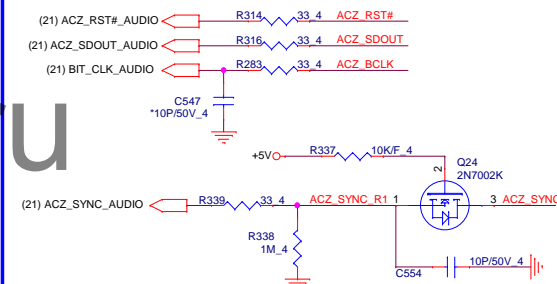 (21) ACZ_RST#_AUDIO R314 33_4 ACZ_RST#
(21) ACZ_SDOUT_AUDIO R316 33_4 ACZ_SDOUT
(21) BIT_CLK_AUDIO R283 33_4 ACZ_BCLK
C547
*10P/50V_4
u
+5V R337 10K/F_4
Q24
2N7002K
2
(21) ACZ_SYNC_AUDIO R339 33_4 ACZ_SYNC_R1 1 3 ACZ_SYNC
R338
1M_4
C554 10P/50V_4